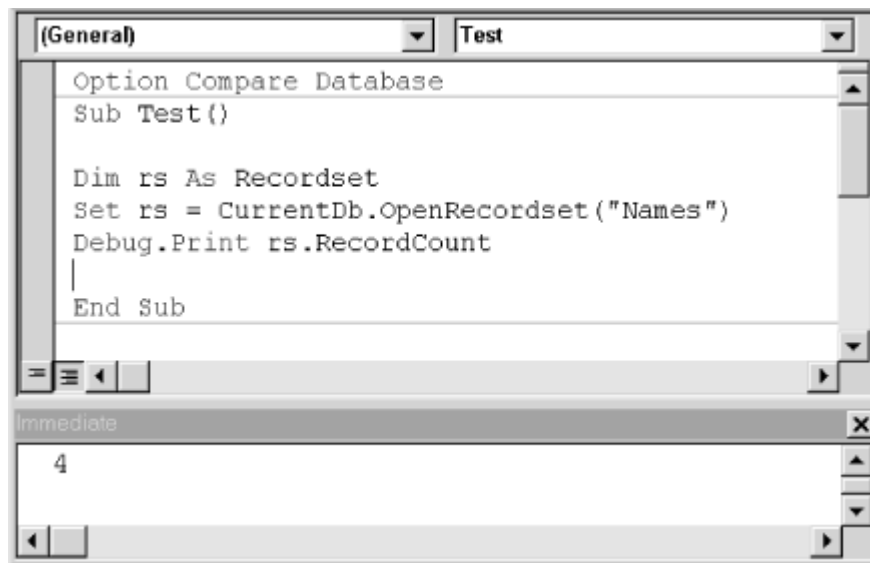 (General) Test
Option Compare Database
Sub Test()
Dim rs As Recordset
Set rs = CurrentDb.OpenRecordset("Names")
Debug.Print rs.RecordCount
End Sub
Immediate
4